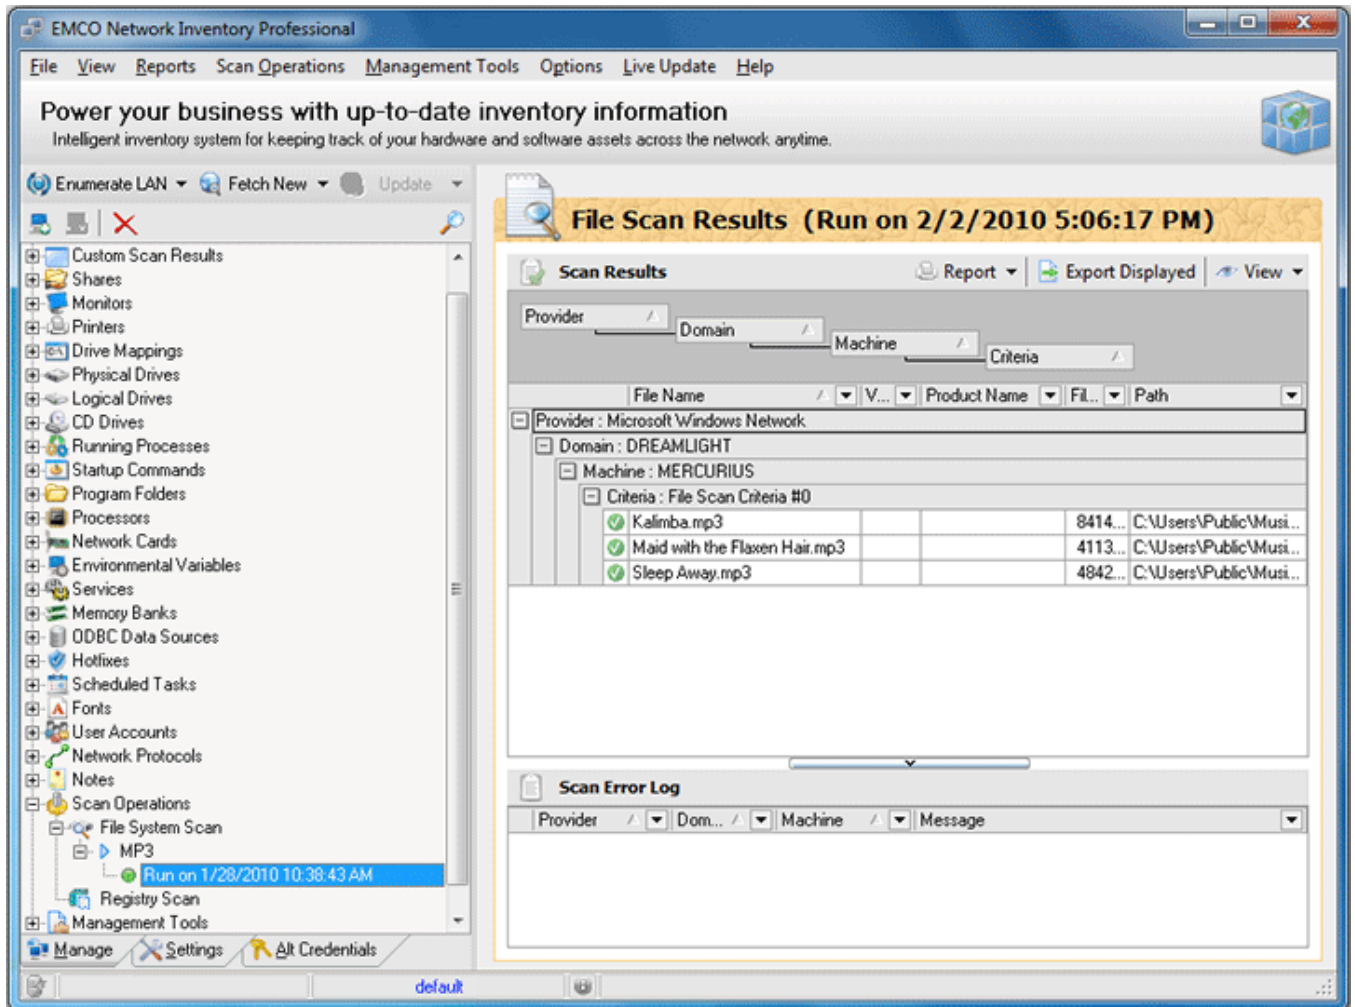 EMCO Network Inventory Professional
File View Reports Scan Operations Management Tools Options Live Update Help
Power your business with up-to-date inventory information
Intelligent inventory system for keeping track of your hardware and software assets across the network anytime.
Enumerate LAN Fetch New Update
Custom Scan Results
Shares
Monitors
Printers
Drive Mappings
Physical Drives
Logical Drives
CD Drives
Running Processes
Startup Commands
Program Folders
Processors
Network Cards
Environmental Variables
Services
Memory Banks
ODBC Data Sources
Hotfixes
Scheduled Tasks
Fonts
User Accounts
Network Protocols
Notes
Scan Operations
File System Scan
MP3
Run on 1/28/2010 10:38:43 AM
Registry Scan
Management Tools
Manage Settings Alt Credentials
File Scan Results (Run on 2/2/2010 5:06:17 PM)
Scan Results Report Export Displayed View
Provider
Domain
Machine
Criteria
File Name V... Product Name Fil... Path
Provider : Microsoft Windows Network
Domain : DREAMLIGHT
Machine : MERCURIUS
Criteria : File Scan Criteria #0
Kalimba.mp3 8414... C:\Users\Public\Musi...
Maid with the Flaxen Hair.mp3 4113... C:\Users\Public\Musi...
Sleep Away.mp3 4842... C:\Users\Public\Musi...
Scan Error Log
Provider Dom... Machine Message
default